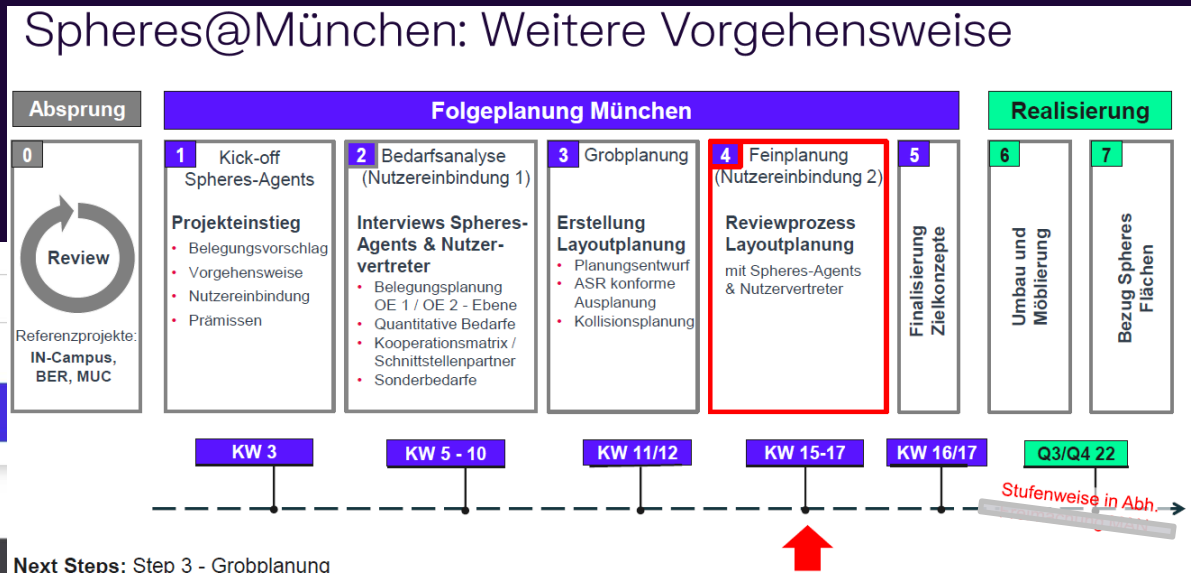 Spheres@München: Weitere Vorgehensweise
Absprung
Folgeplanung München
Realisierung
0
Review
Referenzprojekte:
IN-Campus,
BER, MUC
1
Kick-off
Spheres-Agents
Projekteinstieg
• Belegungsvorschlag
• Vorgehensweise
• Nutzereinbindung
• Prämissen
2
Bedarfsanalyse
(Nutzereinbindung 1)
Interviews Spheres-
Agents & Nutzer-
vertreter
• Belegungsplanung
OE 1 / OE 2 - Ebene
• Quantitative Bedarfe
• Kooperationsmatrix /
Schnittstellenpartner
• Sonderbedarfe
3
Grobplanung
Erstellung
Layoutplanung
• Planungsentwurf
• ASR konforme
Ausplanung
• Kollisionsplanung
4
Feinplanung
(Nutzereinbindung 2)
Reviewprozess
Layoutplanung
mit Spheres-Agents
& Nutzervertreter
5
Finalisierung
Zielkonzepte
6
Umbau und
Möblierung
7
Bezug Spheres
Flächen
KW 3
KW 5 - 10
KW 11/12
KW 15-17
KW 16/17
Q3/Q4 22
Stufenweise in Abh.
Next Steps: Step 3 - Grobplanung